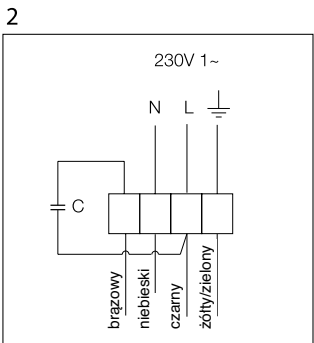 2
230V 1~
N L
C
brązowy
niebieski
czarny
żółty/zielony